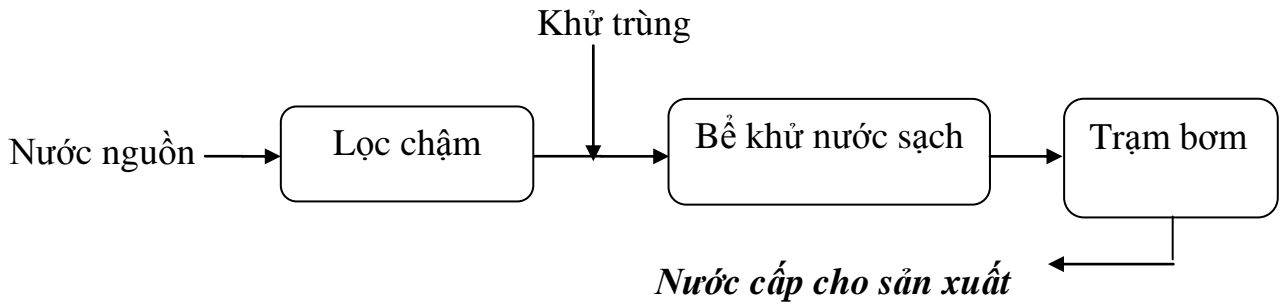 Khử trùng
Nước nguồn
Lọc chậm
Bể khử nước sạch
Trạm bơm
Nước cấp cho sản xuất